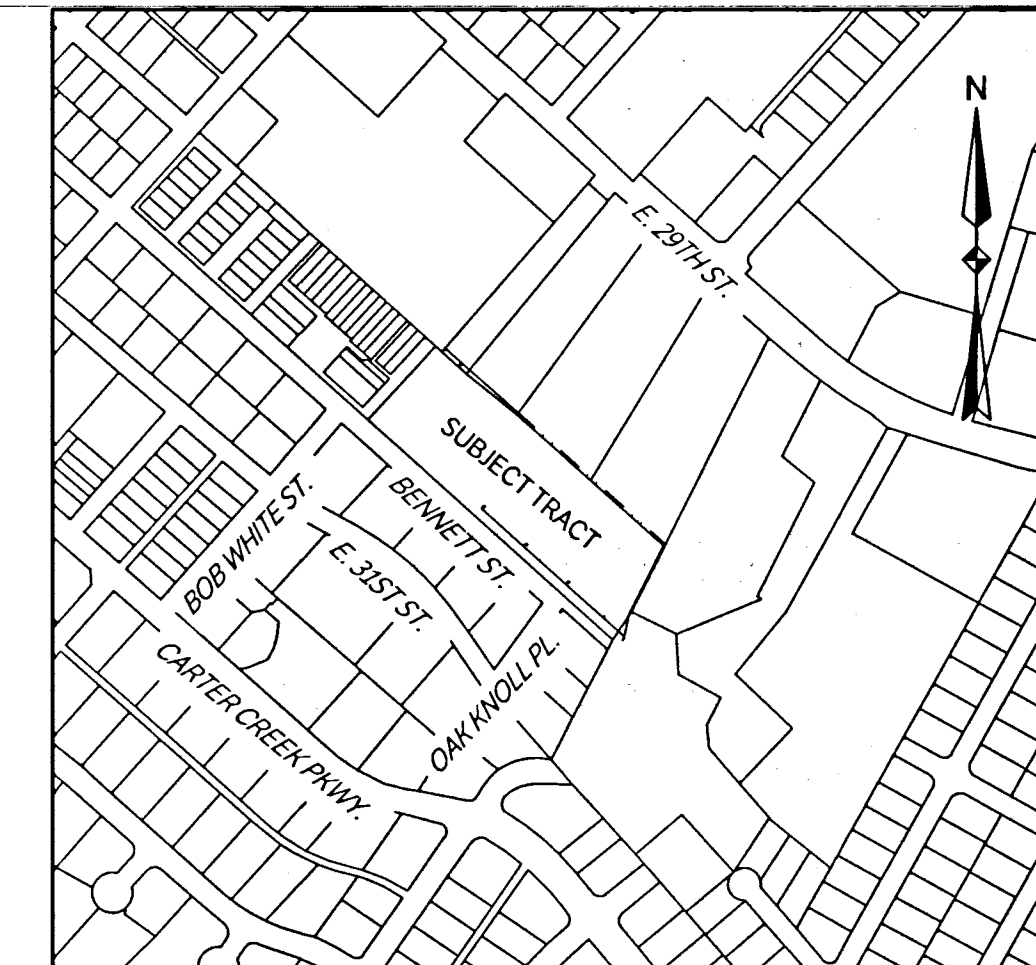 N
E. 29TH ST.
SUBJECT TRACT
BENNETT ST.
BOB WHITE ST.
E. 31ST ST.
OAK KNOLL PL.
CARTER CREEK PKWY.